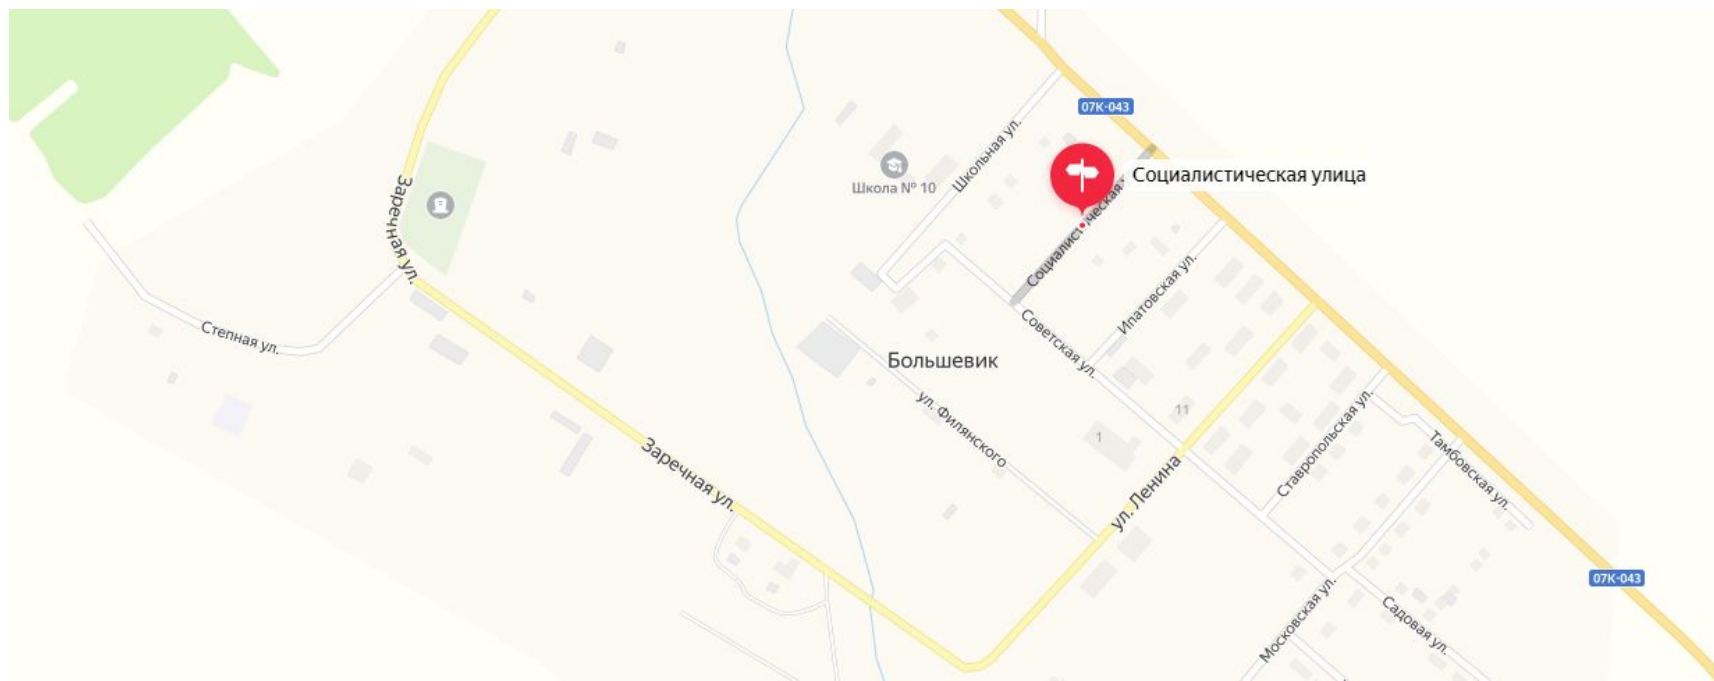 07К-043
Школьная ул.
Школа № 10
Социалистическая улица
Социалистическая
Заречная ул.
Ипатовская ул.
Степная ул.
Советская ул.
Большевик
ул. Филянского
11
1
Ставропольская ул.
Тамбовская ул.
Заречная ул.
ул. Ленина
07К-043
Московская ул.
Садовая ул.